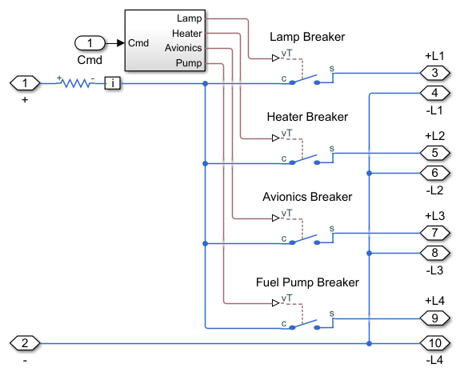 Lamp
Heater
Avionics
Pump
Cmd
1
Cmd
Lamp Breaker
vT
c
s
+L1
3
4
-L1
1
+
+
-
i
Heater Breaker
vT
c
s
+L2
5
6
-L2
Avionics Breaker
vT
c
s
+L3
7
8
-L3
Fuel Pump Breaker
vT
c
s
+L4
9
2
-
10
-L4